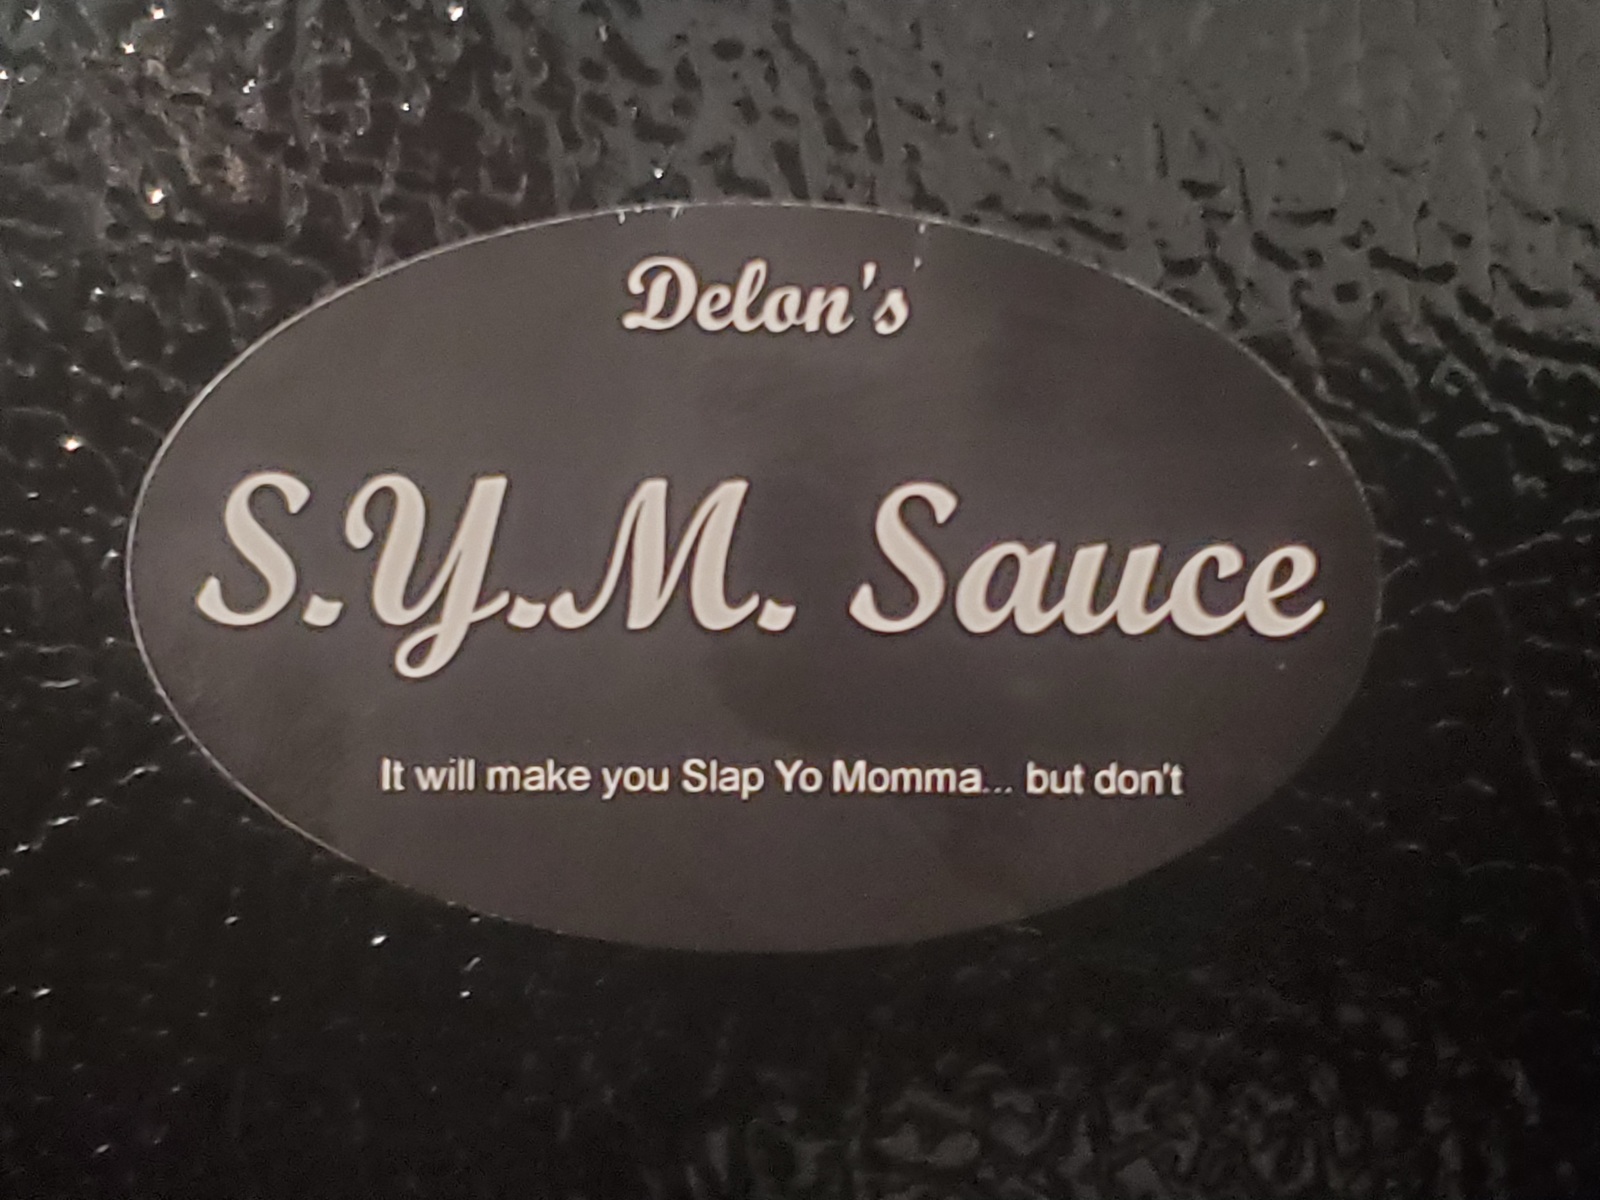 Delon's
S.Y.M. Sauce
It will make you Slap Yo Momma... but don't